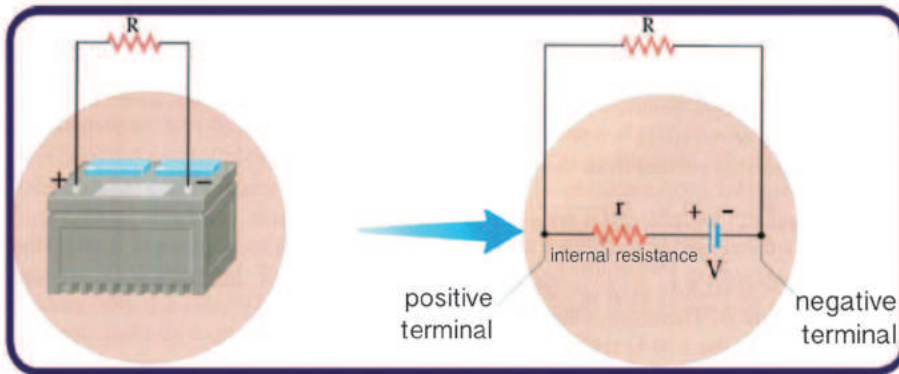 R
+
−
R
r
+ -
internal resistance
V
positive
terminal
negative
terminal